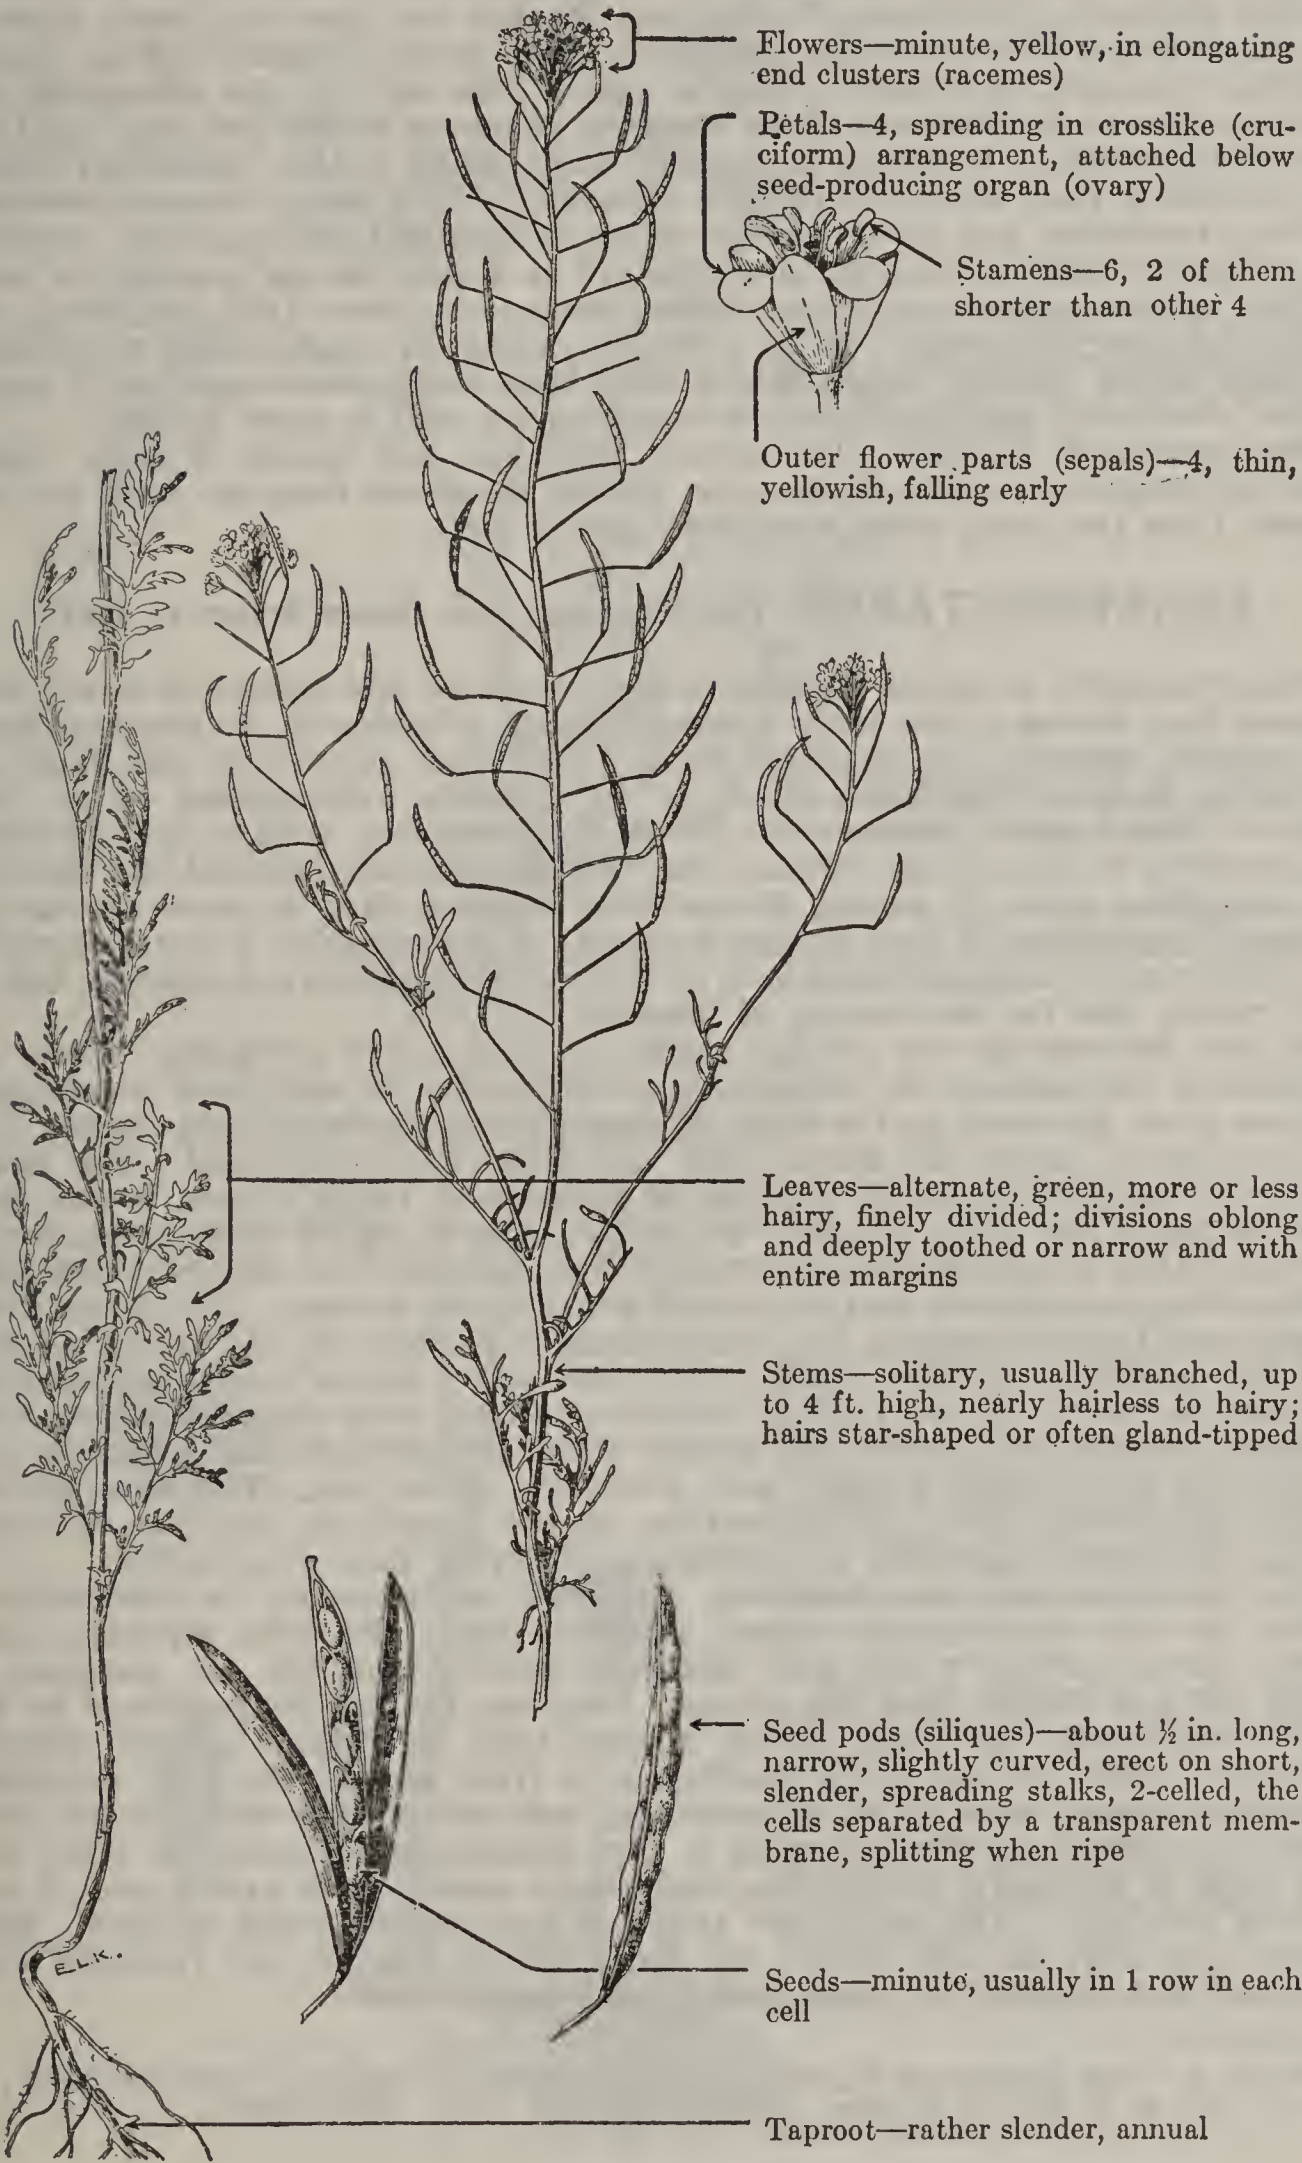 Flowers—minute, yellow, in elongating
end clusters (racemes)
Petals—4, spreading in crosslike (cru-
ciform) arrangement, attached below
seed-producing organ (ovary)
Stamens—6, 2 of them
shorter than other 4
Outer flower parts (sepals)—4, thin,
yellowish, falling early
Leaves—alternate, green, more or less
hairy, finely divided; divisions oblong
and deeply toothed or narrow and with
entire margins
Stems—solitary, usually branched, up
to 4 ft. high, nearly hairless to hairy;
hairs star-shaped or often gland-tipped
Seed pods (siliques)—about ½ in. long,
narrow, slightly curved, erect on short,
slender, spreading stalks, 2-celled, the
cells separated by a transparent mem-
brane, splitting when ripe
E.L.K.
Seeds—minute, usually in 1 row in each
cell
Taproot—rather slender, annual